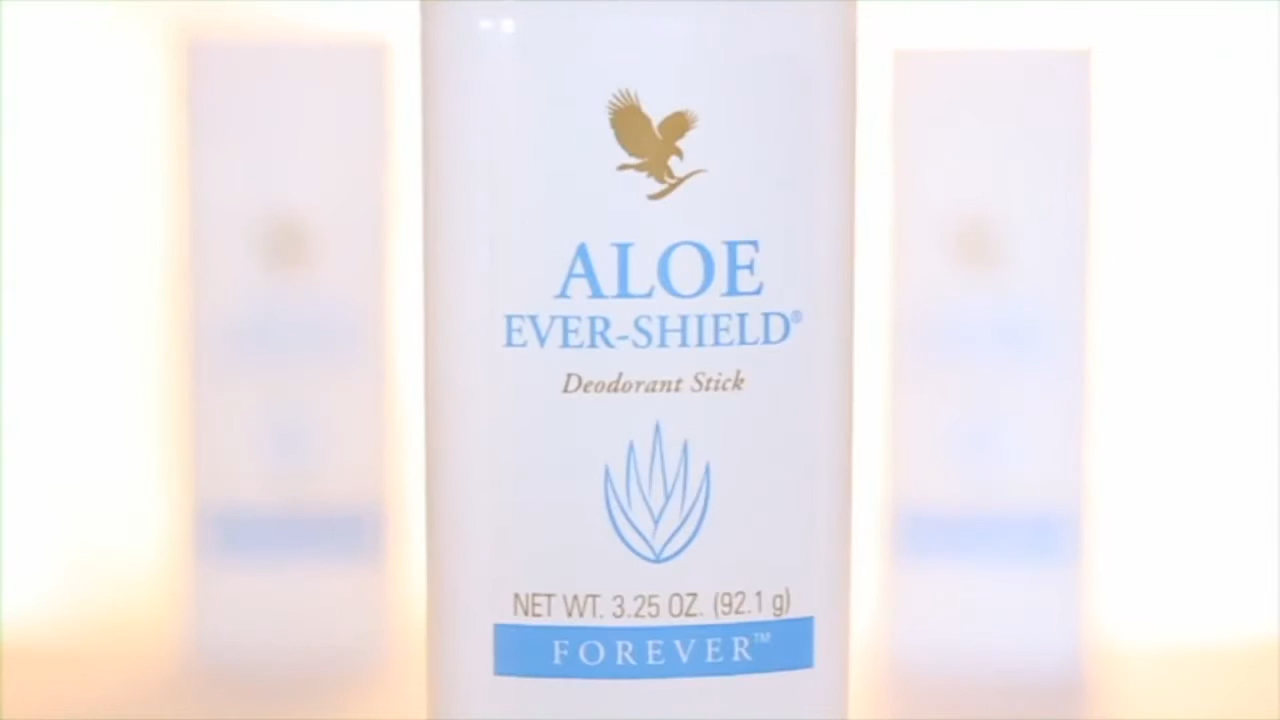 ALOE
EVER-SHIELD®
Deodorant Stick
NET WT. 3.25 OZ. (92.1 g)
FOREVER™